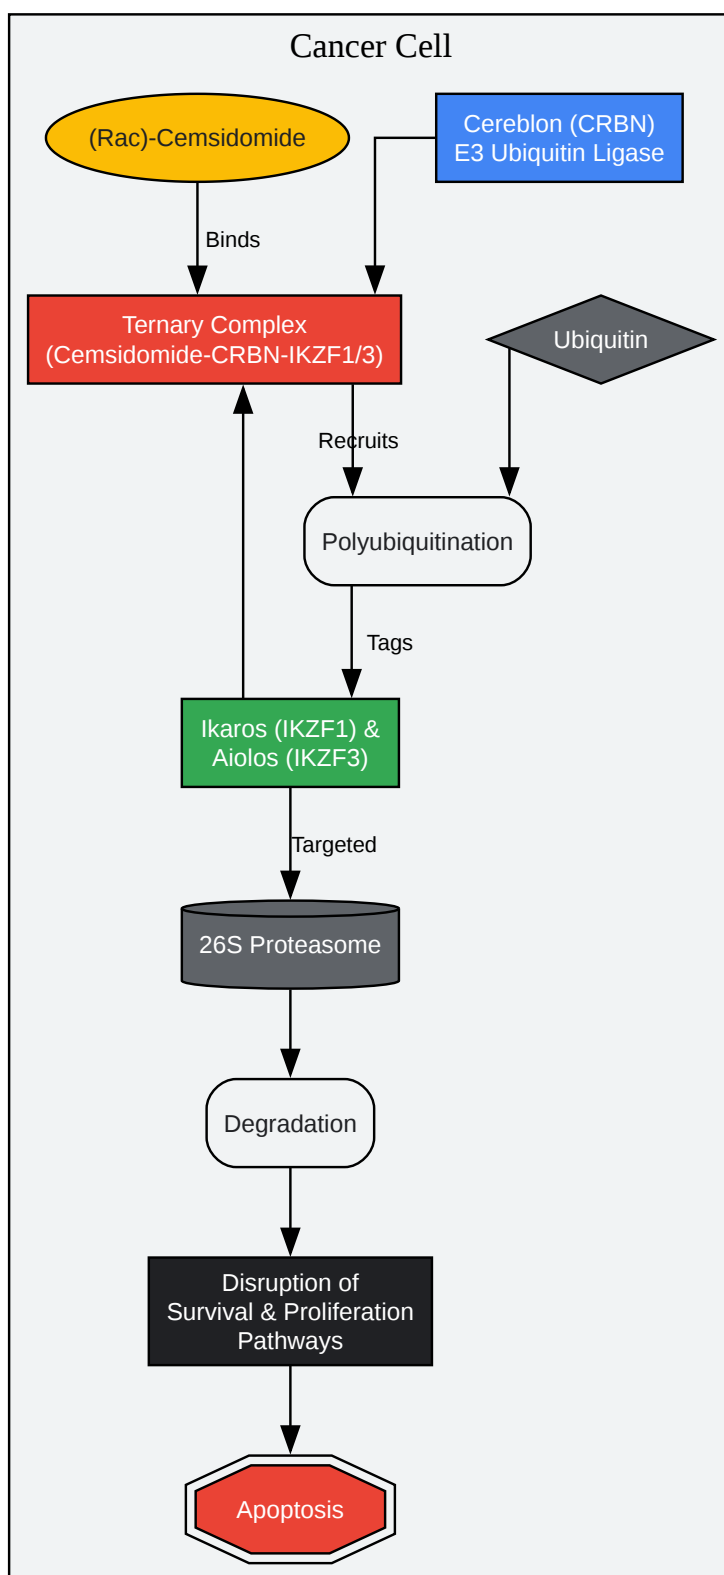 Cancer Cell
(Rac)-Cemsidomide
Cereblon (CRBN)
E3 Ubiquitin Ligase
Binds
Ternary Complex
(Cemsidomide-CRBN-IKZF1/3)
Ubiquitin
Recruits
Polyubiquitination
Tags
Ikaros (IKZF1) &
Aiolos (IKZF3)
Targeted
26S Proteasome
Degradation
Disruption of
Survival & Proliferation
Pathways
Apoptosis